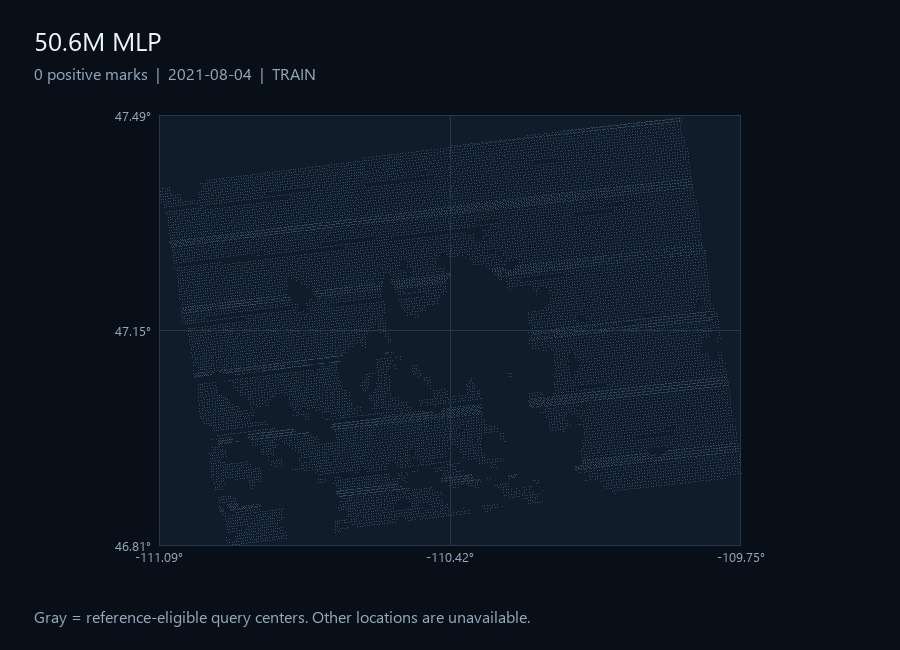 50.6M MLP
0 positive marks | 2021-08-04 | TRAIN
47.49°
47.15°
46.81°
-111.09° -110.42° -109.75°
Gray = reference-eligible query centers. Other locations are unavailable.